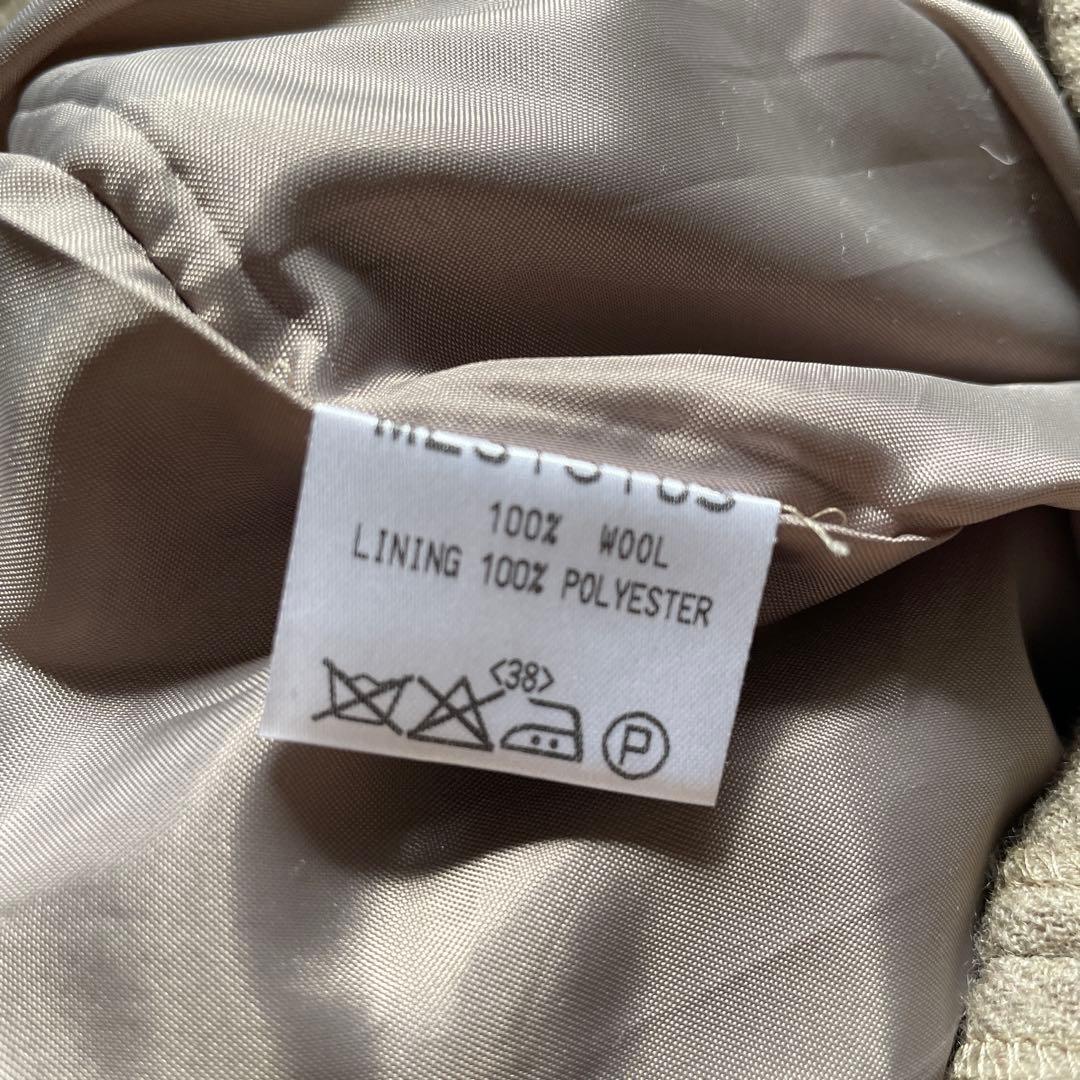 100% WOOL
LINING 100% POLYESTER
<38>
P